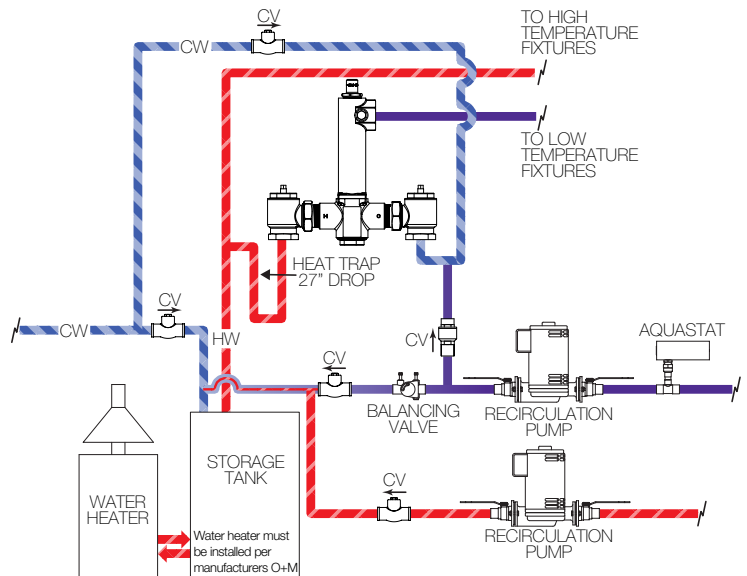 CV
CW
TO HIGH
TEMPERATURE
FIXTURES
TO LOW
TEMPERATURE
FIXTURES
H
C
HEAT TRAP
27" DROP
CV
CW
HW
CV
CV
AQUASTAT
BALANCING
VALVE
RECIRCULATION
PUMP
STORAGE
TANK
WATER
HEATER
CV
RECIRCULATION
PUMP
Water heater must
be installed per
manufacturers O+M